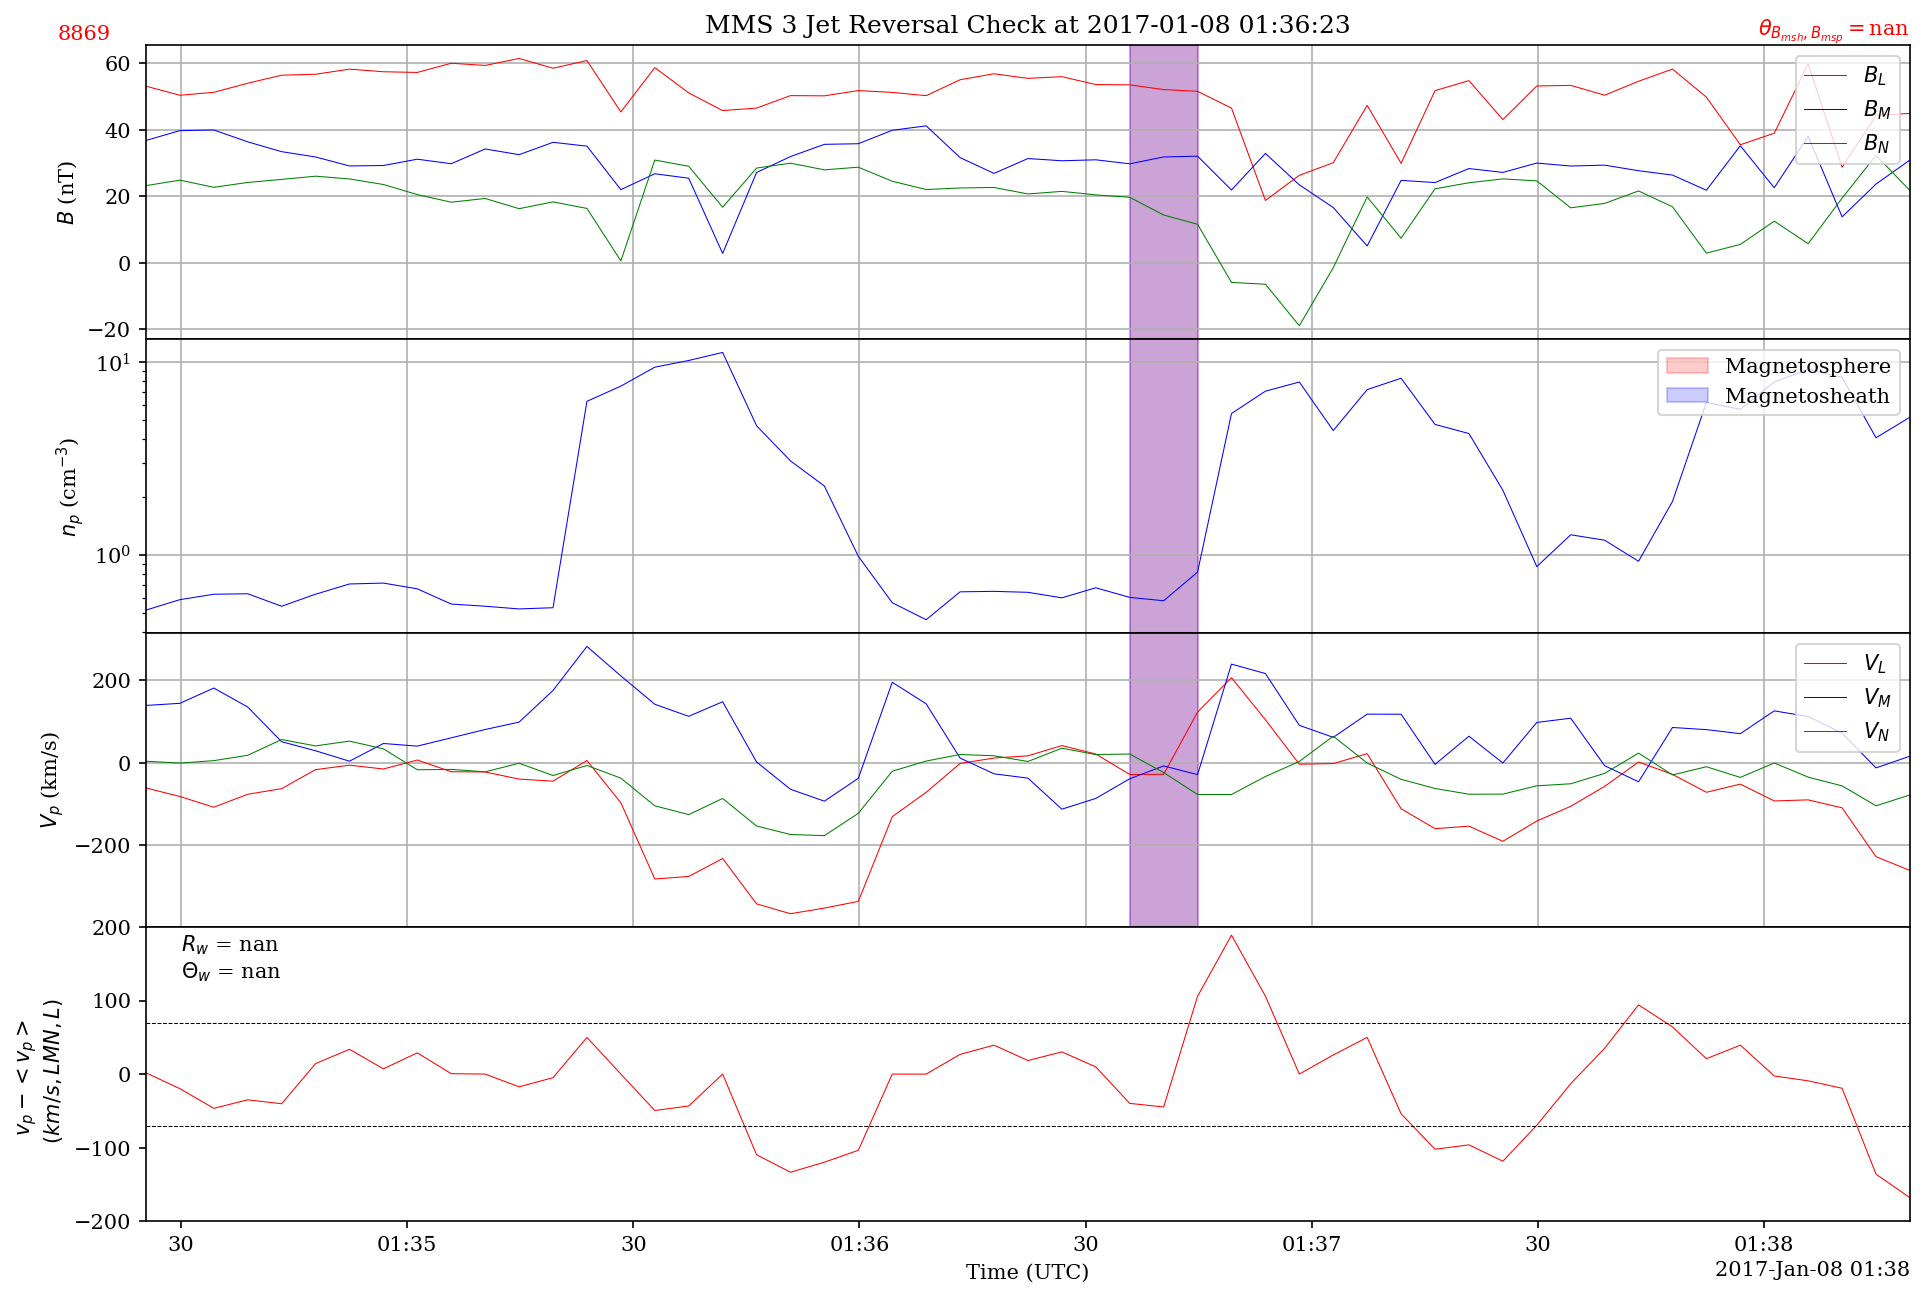 MMS 3 Jet Reversal Check at 2017-01-08 01:36:23
8869
θ_{B_{msh}, B_{msp}} = nan
60
40
20
0
−20
B (nT)
B_L
B_M
B_N
10^1
10^0
n_p (cm^{−3})
Magnetosphere
Magnetosheath
200
0
−200
V_p (km/s)
V_L
V_M
V_N
200
100
0
−100
−200
v_p − < v_p >
(km/s, LMN, L)
R_w = nan
Θ_w = nan
30 01:35 30 01:36 30 01:37 30 01:38
Time (UTC)
2017-Jan-08 01:38